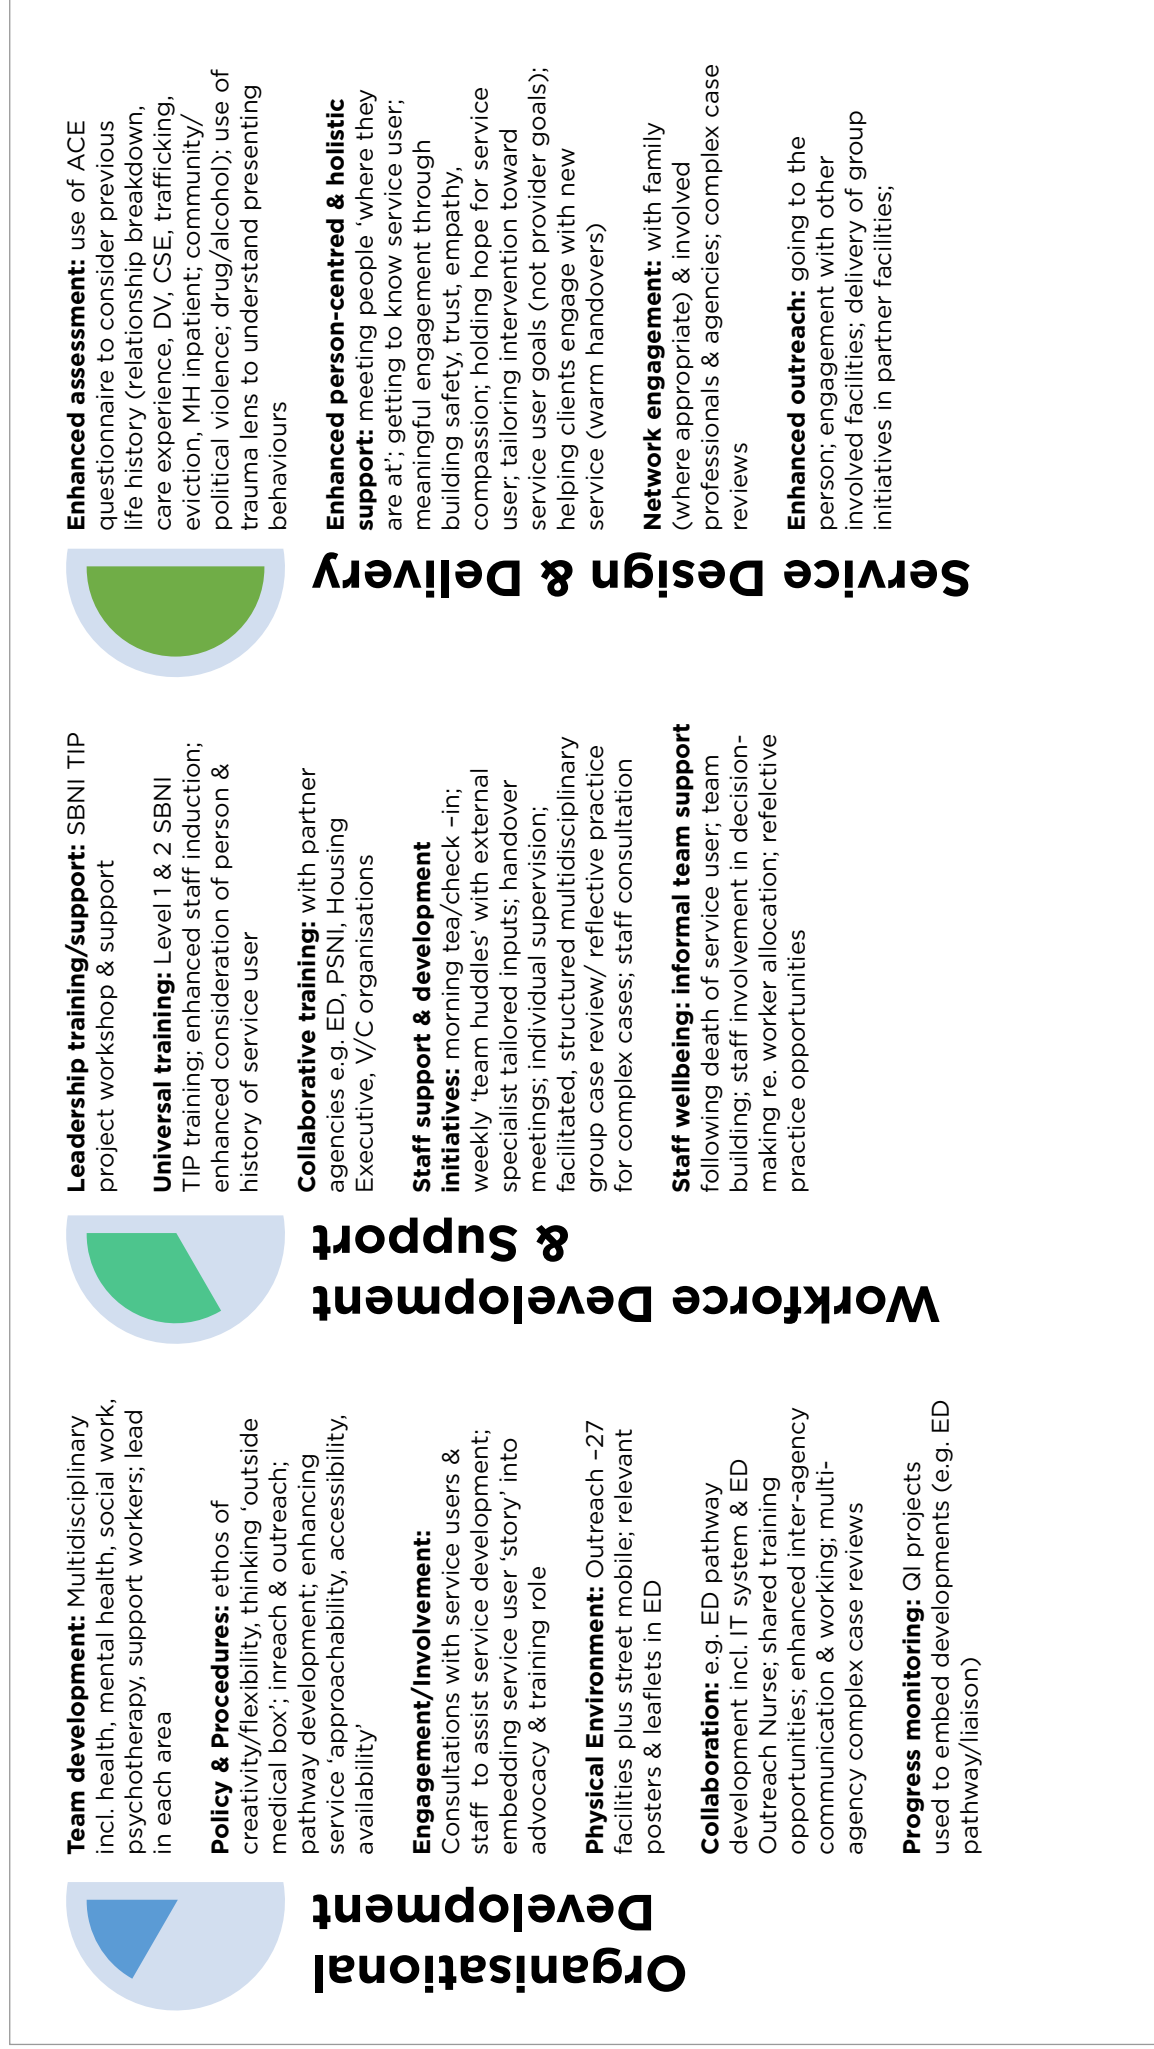 Organisational
Development
Team development: Multidisciplinary
incl. health, mental health, social work,
psychotherapy, support workers; lead
in each area
Policy & Procedures: ethos of
creativity/flexibility, thinking ‘outside
medical box’; inreach & outreach;
pathway development; enhancing
service ‘approachability, accessibility,
availability’
Engagement/Involvement:
Consultations with service users &
staff to assist service development;
embedding service user ‘story’ into
advocacy & training role
Physical Environment: Outreach –27
facilities plus street mobile; relevant
posters & leaflets in ED
Collaboration: e.g. ED pathway
development incl. IT system & ED
Outreach Nurse; shared training
opportunities; enhanced inter-agency
communication & working; multi-
agency complex case reviews
Progress monitoring: QI projects
used to embed developments (e.g. ED
pathway/liaison)
Workforce Development
& Support
Leadership training/support: SBNI TIP
project workshop & support
Universal training: Level 1 & 2 SBNI
TIP training; enhanced staff induction;
enhanced consideration of person &
history of service user
Collaborative training: with partner
agencies e.g. ED, PSNI, Housing
Executive, V/C organisations
Staff support & development
initiatives: morning tea/check –in;
weekly ‘team huddles’ with external
specialist tailored inputs; handover
meetings; individual supervision;
facilitated, structured multidisciplinary
group case review/ reflective practice
for complex cases; staff consultation
Staff wellbeing: informal team support
following death of service user; team
building; staff involvement in decision-
making re. worker allocation; refelctive
practice opportunities
Service Design & Delivery
Enhanced assessment: use of ACE
questionnaire to consider previous
life history (relationship breakdown,
care experience, DV, CSE, trafficking,
eviction, MH inpatient; community/
political violence; drug/alcohol); use of
trauma lens to understand presenting
behaviours
Enhanced person-centred & holistic
support: meeting people ‘where they
are at’; getting to know service user;
meaningful engagement through
building safety, trust, empathy,
compassion; holding hope for service
user; tailoring intervention toward
service user goals (not provider goals);
helping clients engage with new
service (warm handovers)
Network engagement: with family
(where appropriate) & involved
professionals & agencies; complex case
reviews
Enhanced outreach: going to the
person; engagement with other
involved facilities; delivery of group
initiatives in partner facilities;